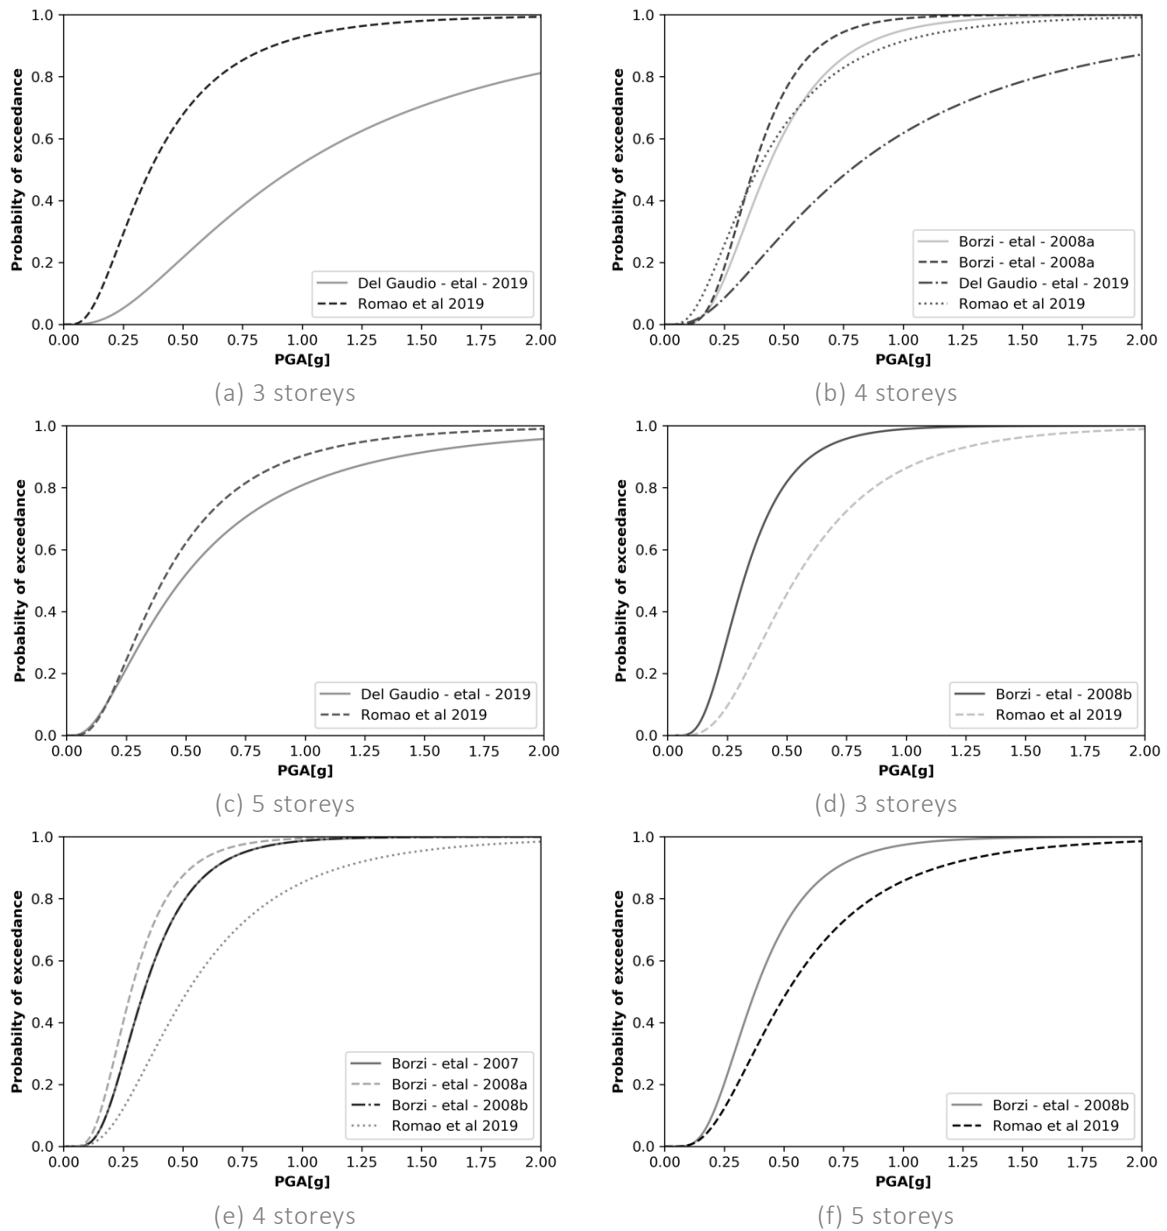 1.0
0.8
0.6
0.4
0.2
0.0
0.00 0.25 0.50 0.75 1.00 1.25 1.50 1.75 2.00
Probabilty of exceedance
PGA[g]
Del Gaudio - etal - 2019
Romao et al 2019
(a) 3 storeys
1.0
0.8
0.6
0.4
0.2
0.0
0.00 0.25 0.50 0.75 1.00 1.25 1.50 1.75 2.00
Probabilty of exceedance
PGA[g]
Borzi - etal - 2008a
Borzi - etal - 2008a
Del Gaudio - etal - 2019
Romao et al 2019
(b) 4 storeys
1.0
0.8
0.6
0.4
0.2
0.0
0.00 0.25 0.50 0.75 1.00 1.25 1.50 1.75 2.00
Probabilty of exceedance
PGA[g]
Del Gaudio - etal - 2019
Romao et al 2019
(c) 5 storeys
1.0
0.8
0.6
0.4
0.2
0.0
0.00 0.25 0.50 0.75 1.00 1.25 1.50 1.75 2.00
Probabilty of exceedance
PGA[g]
Borzi - etal - 2008b
Romao et al 2019
(d) 3 storeys
1.0
0.8
0.6
0.4
0.2
0.0
0.00 0.25 0.50 0.75 1.00 1.25 1.50 1.75 2.00
Probabilty of exceedance
PGA[g]
Borzi - etal - 2007
Borzi - etal - 2008a
Borzi - etal - 2008b
Romao et al 2019
(e) 4 storeys
1.0
0.8
0.6
0.4
0.2
0.0
0.00 0.25 0.50 0.75 1.00 1.25 1.50 1.75 2.00
Probabilty of exceedance
PGA[g]
Borzi - etal - 2008b
Romao et al 2019
(f) 5 storeys